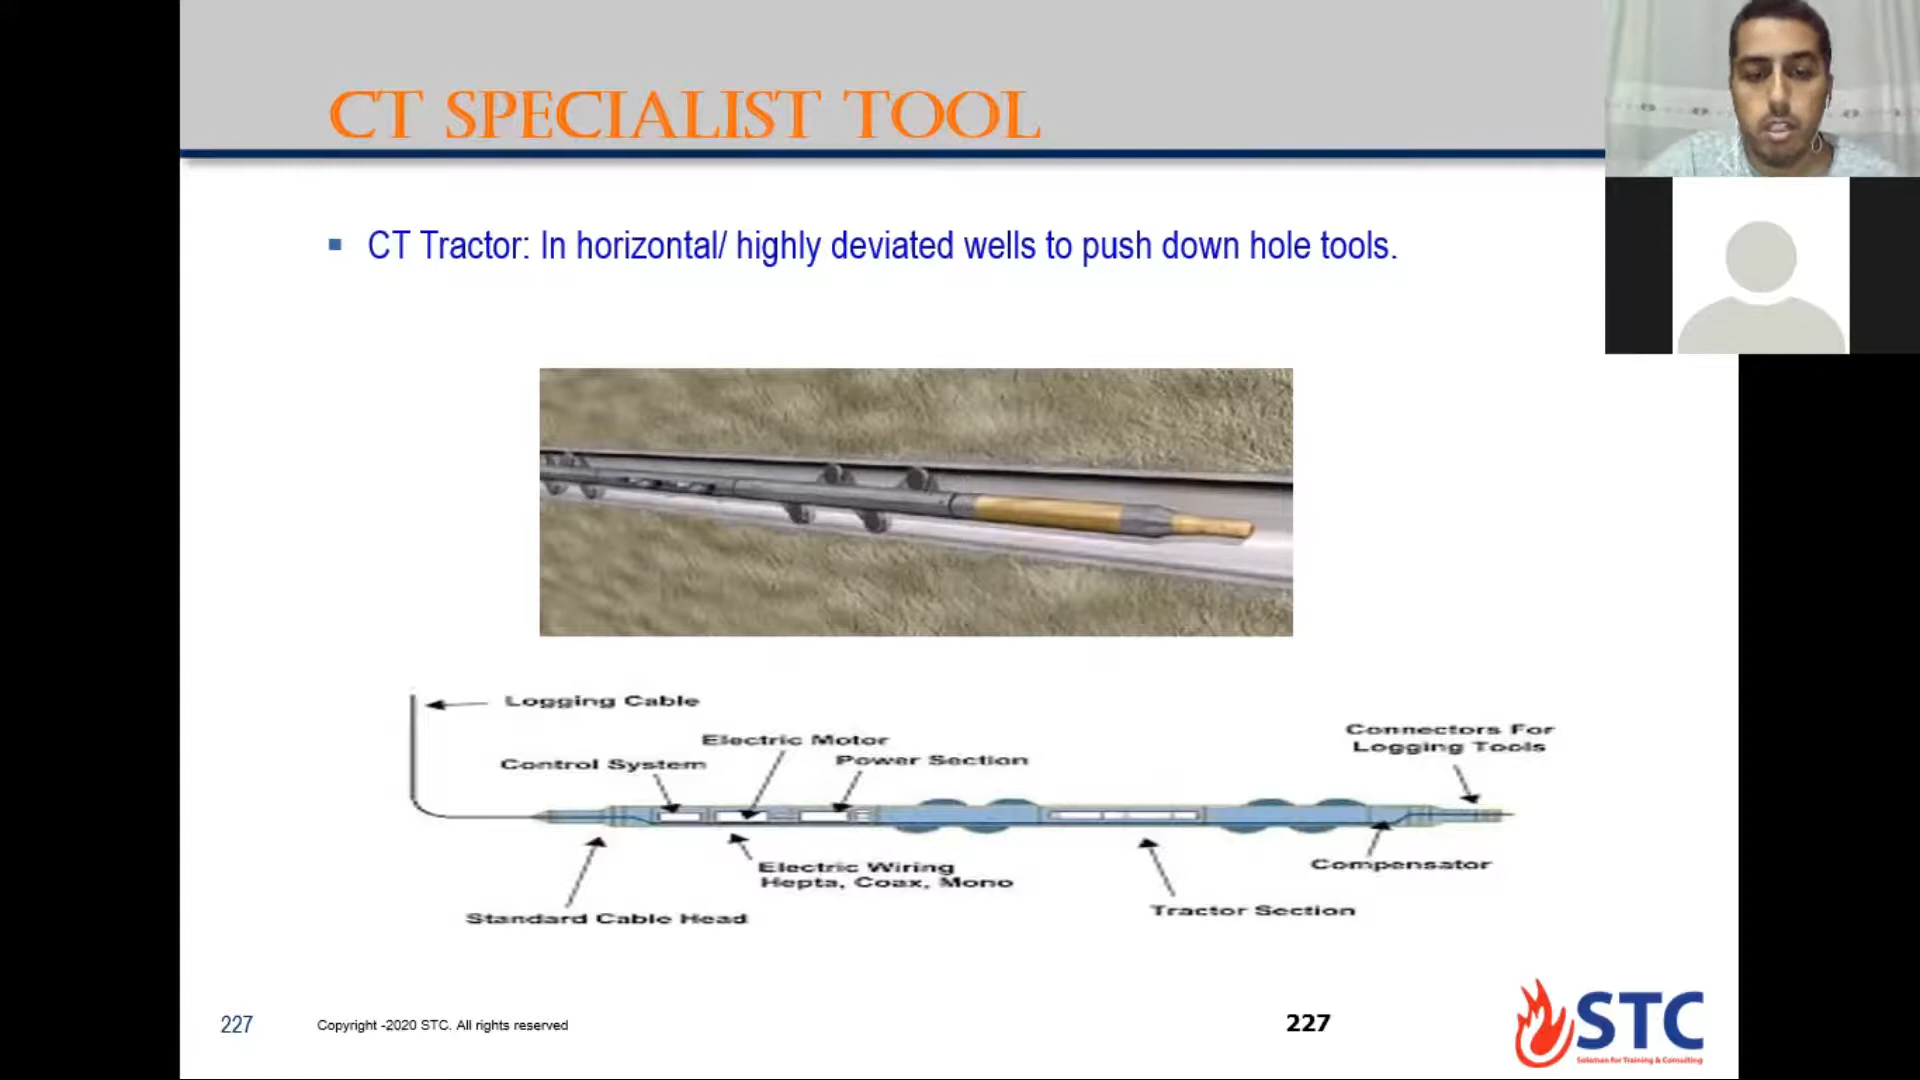 CT SPECIALIST TOOL
▪ CT Tractor: In horizontal/ highly deviated wells to push down hole tools.
Logging Cable
Electric Motor
Control System
Power Section
Connectors For
Logging Tools
Electric Wiring
Hepta, Coax, Mono
Compensator
Standard Cable Head
Tractor Section
227
Copyright -2020 STC. All rights reserved
227
STC
Soliman for Training & Consulting